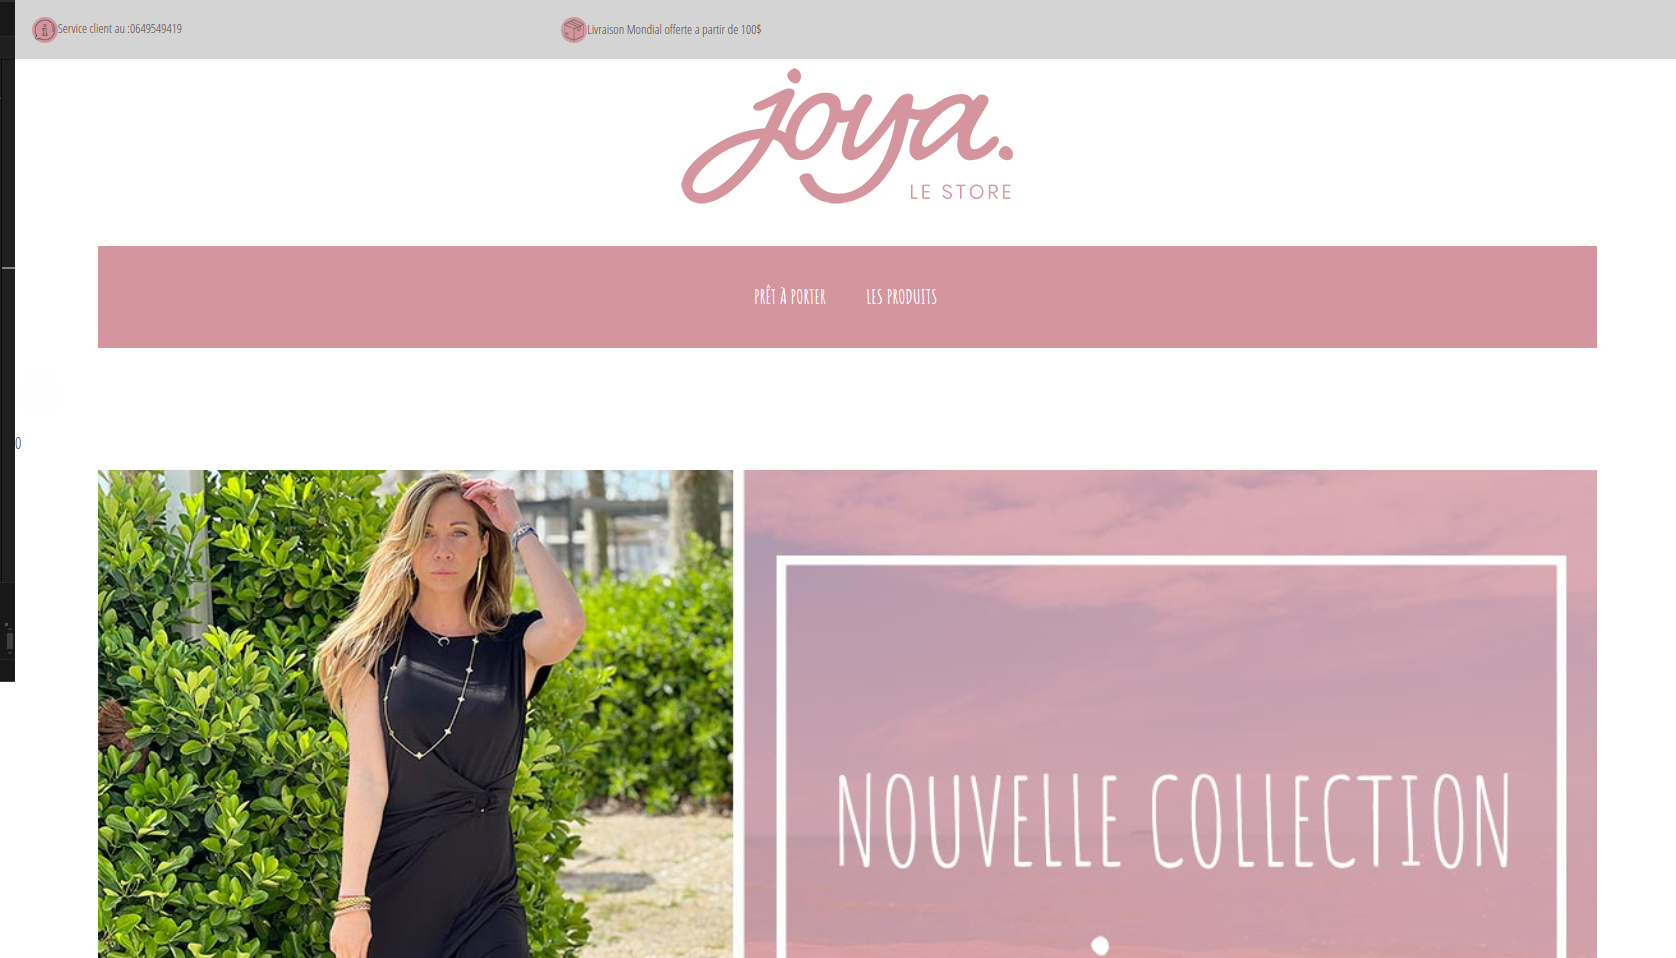 Service client au :0649549419
Livraison Mondial offerte a partir de 100$
joya.
LE STORE
PRÊT À PORTER
LES PRODUITS
0
NOUVELLE COLLECTION